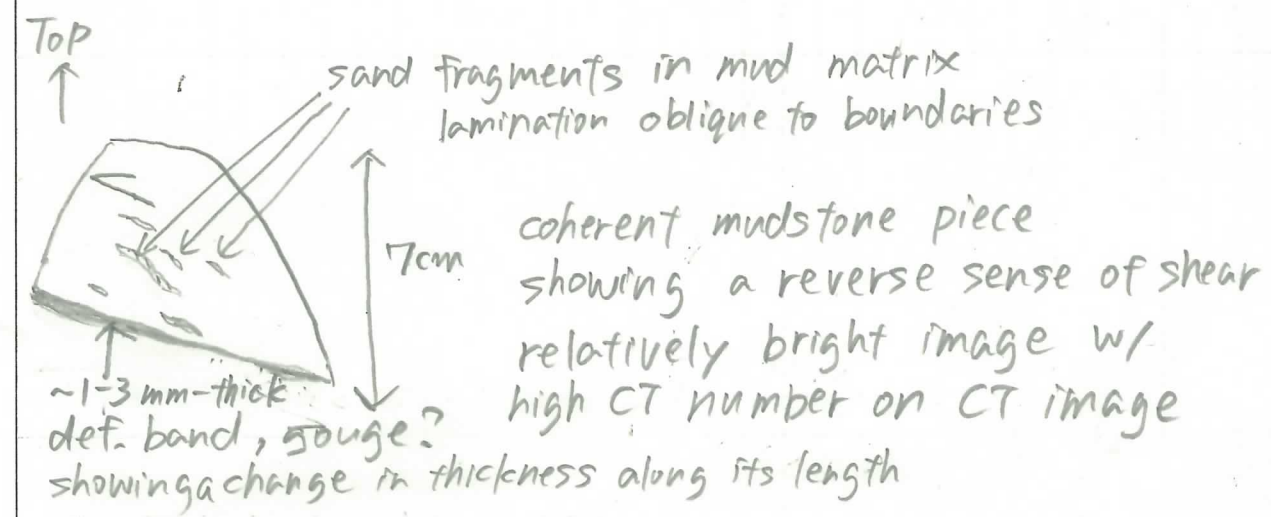 Top
sand fragments in mud matrix
lamination oblique to boundaries
7cm
coherent mudstone piece
showing a reverse sense of shear
relatively bright image w/
high CT number on CT image
~1-3 mm-thick
def. band, gouge?
showing a change in thickness along its length